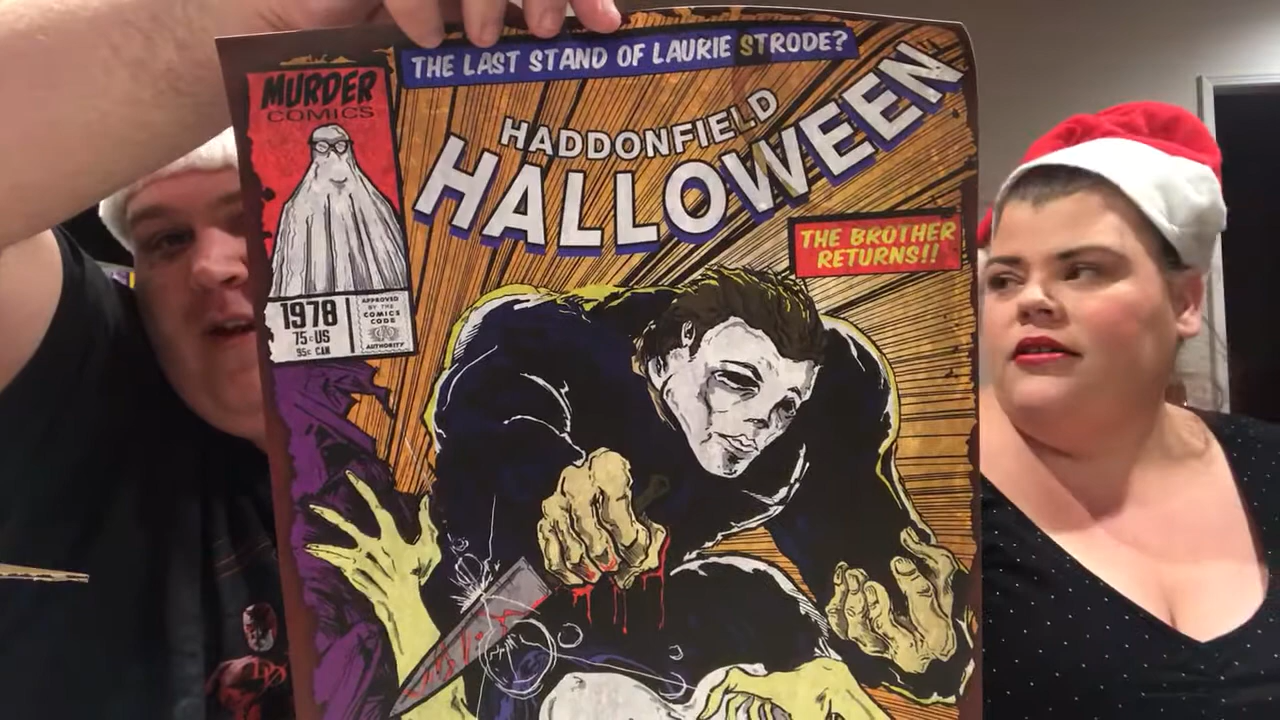 THE LAST STAND OF LAURIE STRODE?
MURDER
COMICS
HADDONFIELD
HALLOWEEN
THE BROTHER
RETURNS!!
1978
75¢ US
95¢ CAN
APPROVED
BY THE
COMICS
CODE
AUTHORITY
DD